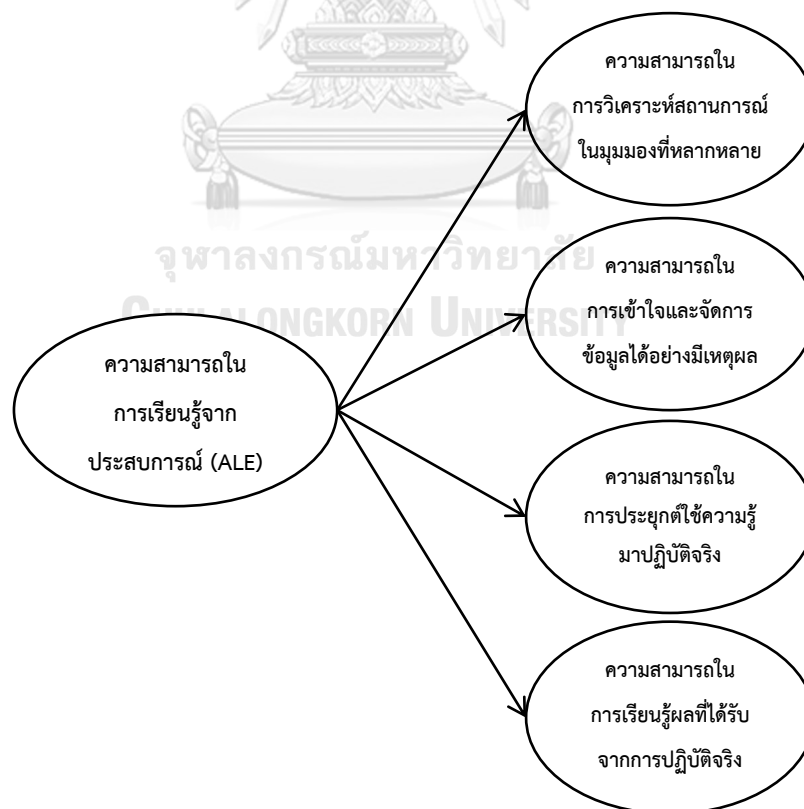 ความสามารถใน
การวิเคราะห์สถานการณ์
ในมุมมองที่หลากหลาย
จุฬาลงกรณ์มหาวิทยาลัย
CHULALONGKORN UNIVERSITY
ความสามารถใน
การเข้าใจและจัดการ
ข้อมูลได้อย่างมีเหตุผล
ความสามารถใน
การเรียนรู้จาก
ประสบการณ์ (ALE)
ความสามารถใน
การประยุกต์ใช้ความรู้
มาปฏิบัติจริง
ความสามารถใน
การเรียนรู้ผลที่ได้รับ
จากการปฏิบัติจริง